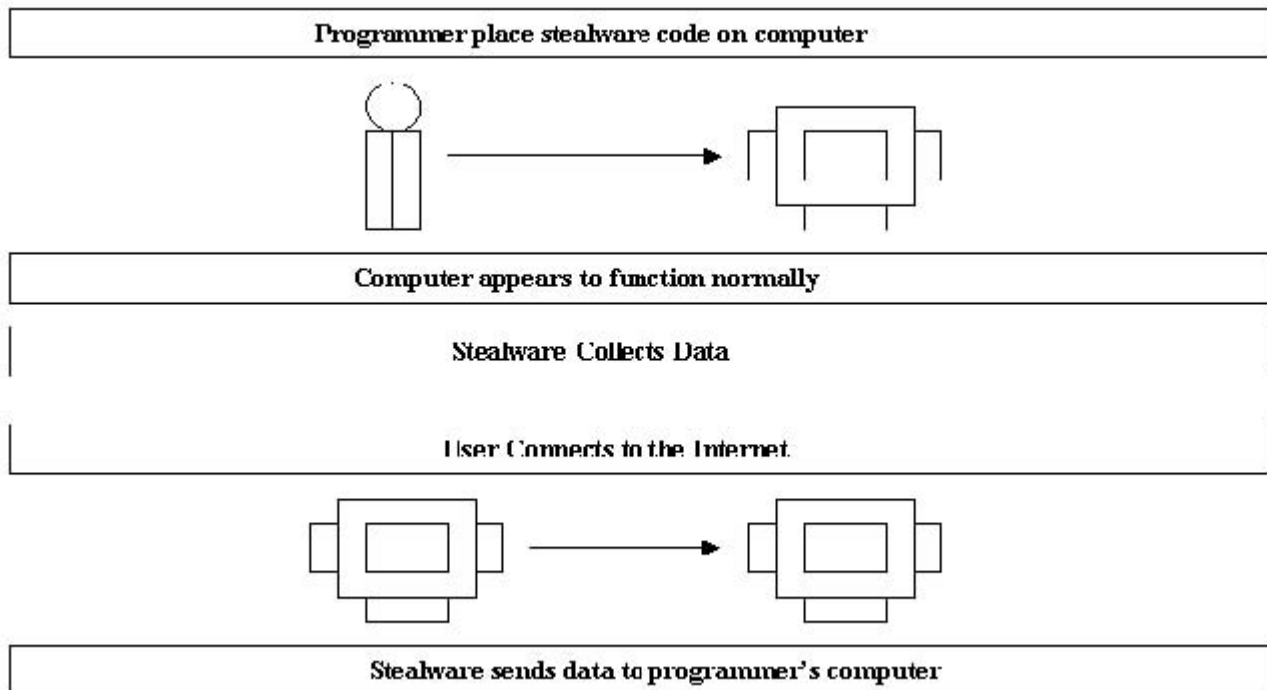 Programmer place stealware code on computer
Computer appears to function normally
Stealware Collects Data
User Connects to the Internet
Stealware sends data to programmer's computer